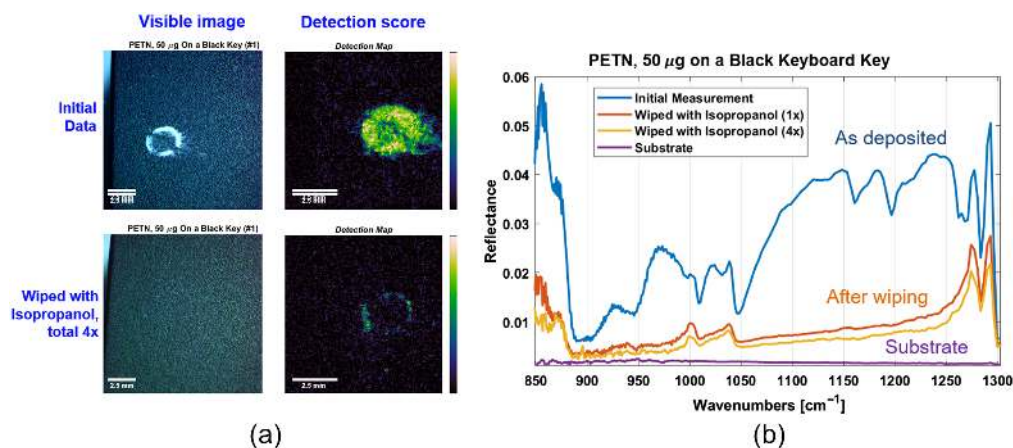 Visible image
Detection score
PETN, 50 µg On a Black Key (#1)
Detection Map
Initial
Data
2.5 mm
2.5 mm
PETN, 50 µg On a Black Key (#1)
Detection Map
Wiped with
Isopropanol,
total 4x
2.5 mm
2.5 mm
(a)
PETN, 50 µg on a Black Keyboard Key
0.06
0.05
0.04
0.03
0.02
0.01
Reflectance
Initial Measurement
Wiped with Isopropanol (1x)
Wiped with Isopropanol (4x)
Substrate
As deposited
After wiping
Substrate
850
900
950
1000
1050
1100
1150
1200
1250
1300
Wavenumbers [cm⁻¹]
(b)